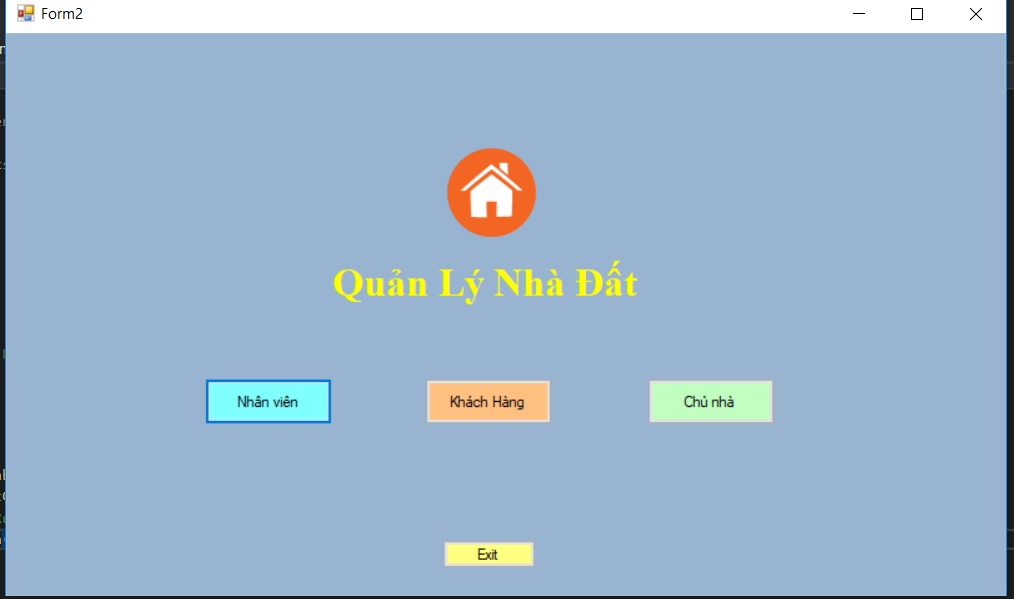 Form2
Quản Lý Nhà Đất
Nhân viên
Khách Hàng
Chủ nhà
Exit